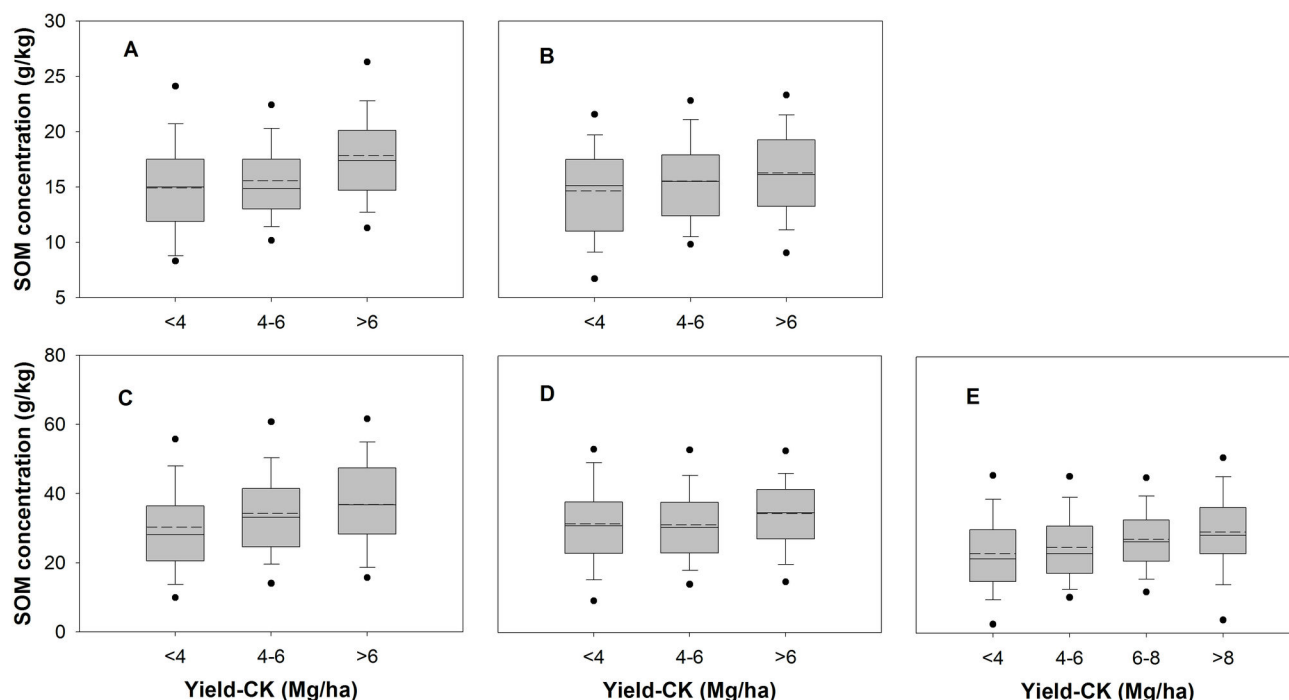 30
25
20
15
10
5
SOM concentration (g/kg)
A
<4
4-6
>6
B
<4
4-6
>6
80
60
40
20
0
SOM concentration (g/kg)
C
<4
4-6
>6
Yield-CK (Mg/ha)
D
<4
4-6
>6
Yield-CK (Mg/ha)
E
<4
4-6
6-8
>8
Yield-CK (Mg/ha)